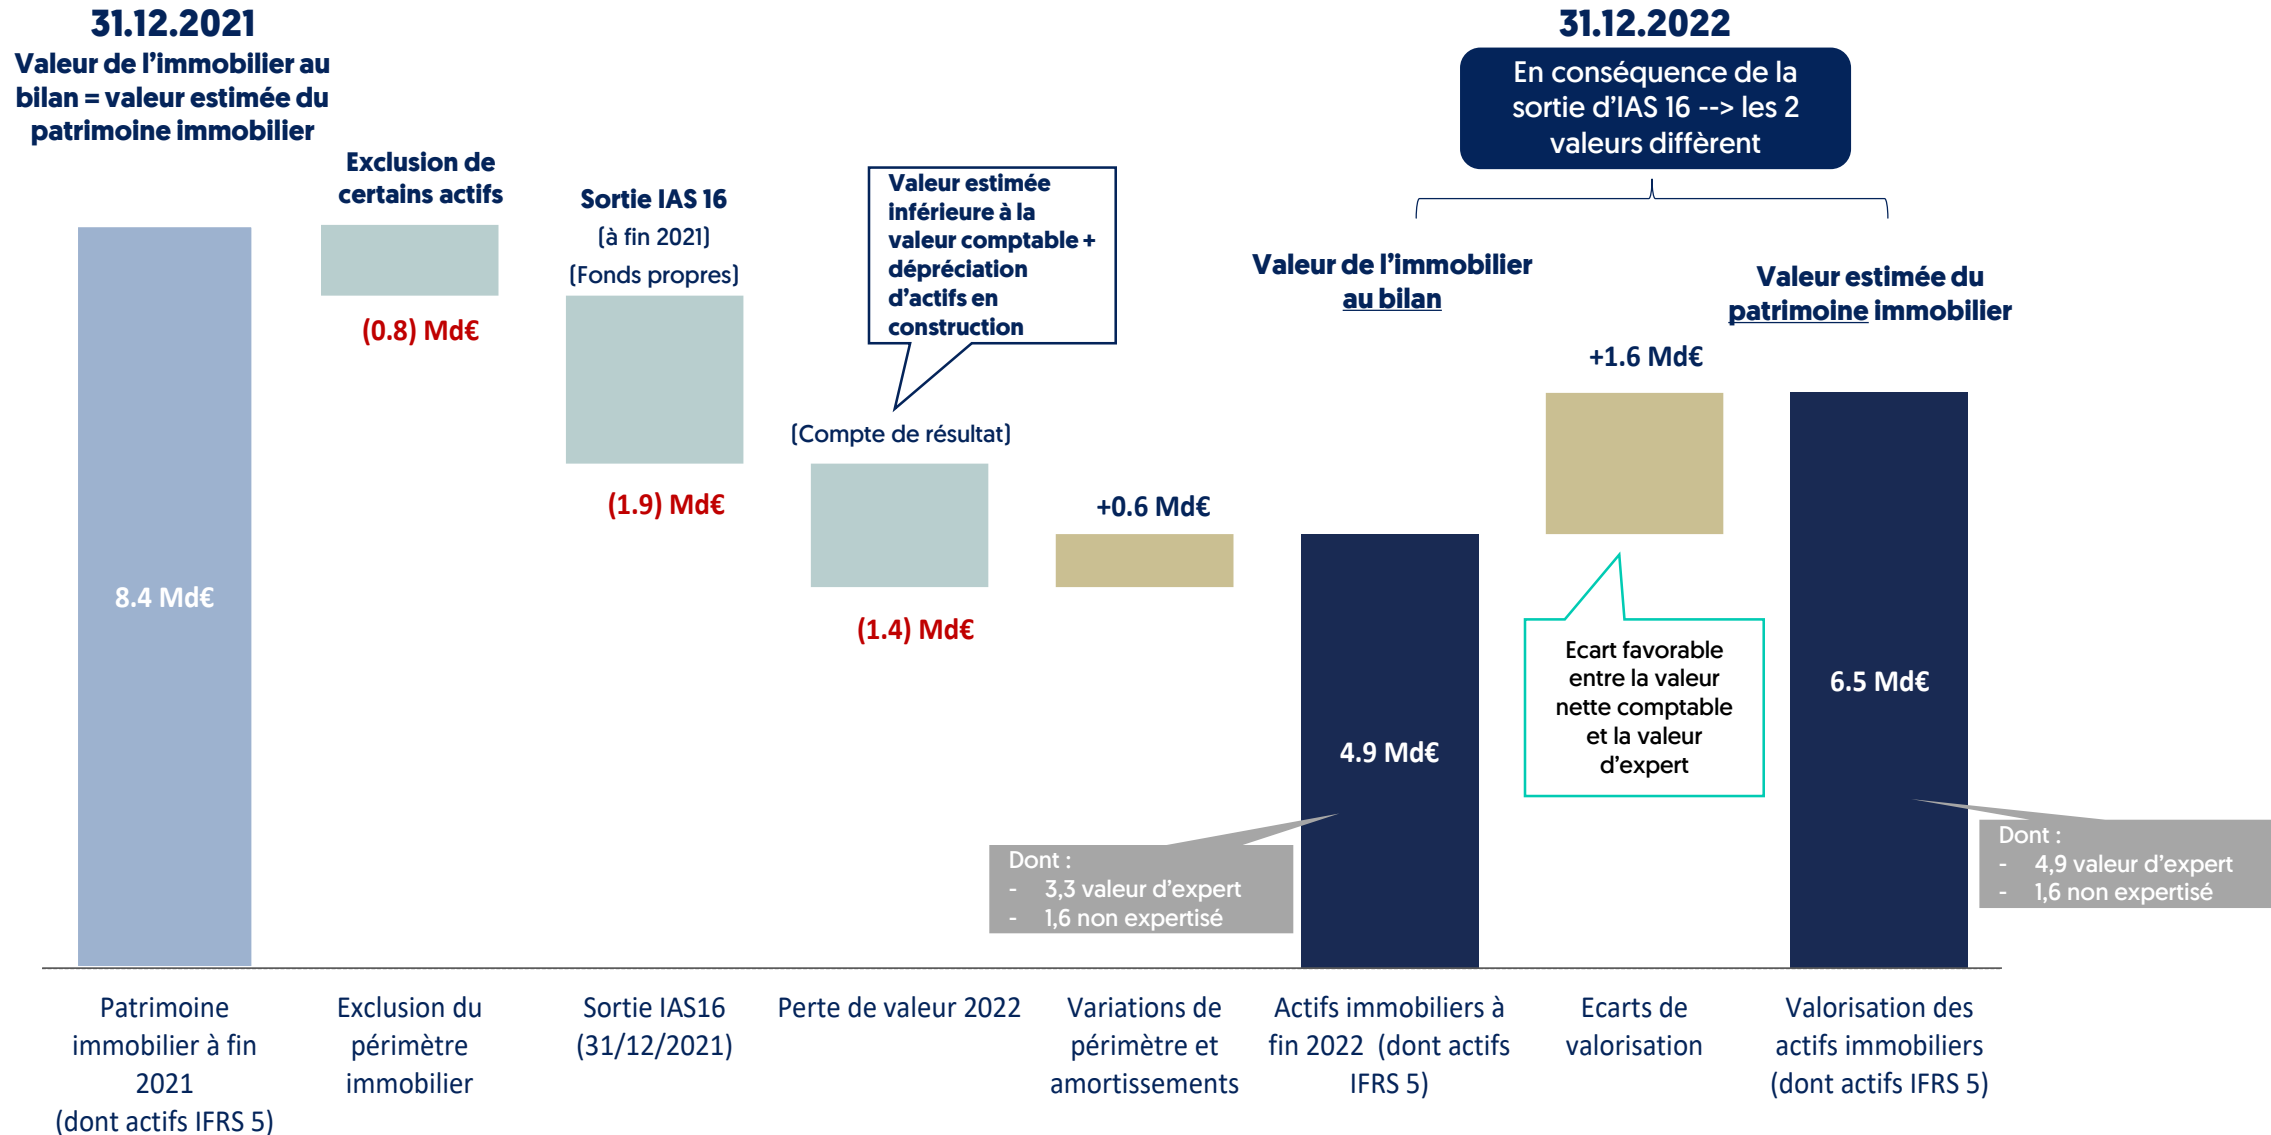 31.12.2021
Valeur de l’immobilier au
bilan = valeur estimée du
patrimoine immobilier
Exclusion de
certains actifs
(0.8) Md€
Sortie IAS 16
(à fin 2021)
(Fonds propres)
(1.9) Md€
Valeur estimée
inférieure à la
valeur comptable +
dépréciation
d’actifs en
construction
(Compte de résultat)
(1.4) Md€
+0.6 Md€
31.12.2022
En conséquence de la
sortie d’IAS 16 --> les 2
valeurs diffèrent
Valeur de l’immobilier
au bilan
Valeur estimée du
patrimoine immobilier
+1.6 Md€
8.4 Md€
4.9 Md€
Ecart favorable
entre la valeur
nette comptable
et la valeur
d’expert
6.5 Md€
Dont :
- 3,3 valeur d’expert
- 1,6 non expertisé
Dont :
- 4,9 valeur d’expert
- 1,6 non expertisé
Patrimoine
immobilier à fin
2021
(dont actifs IFRS 5)
Exclusion du
périmètre
immobilier
Sortie IAS16
(31/12/2021)
Perte de valeur 2022
Variations de
périmètre et
amortissements
Actifs immobiliers à
fin 2022 (dont actifs
IFRS 5)
Ecarts de
valorisation
Valorisation des
actifs immobiliers
(dont actifs IFRS 5)